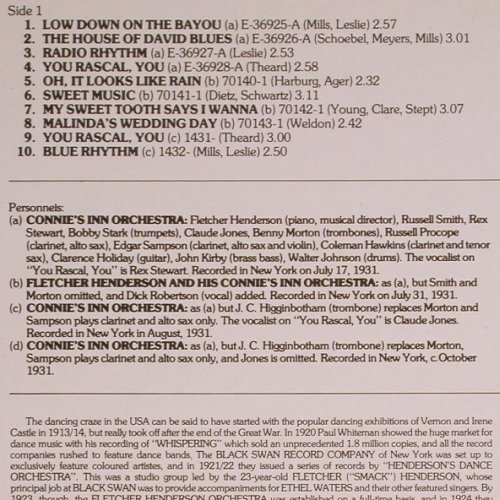 Side 1
1. LOW DOWN ON THE BAYOU (a) E-36925-A (Mills, Leslie) 2.57
2. THE HOUSE OF DAVID BLUES (a) E-36926-A (Schoebel, Meyers, Mills) 3.01
3. RADIO RHYTHM (a) E-36927-A (Leslie) 2.53
4. YOU RASCAL, YOU (a) E-36928-A (Theard) 2.58
5. OH, IT LOOKS LIKE RAIN (b) 70140-1 (Harburg, Ager) 2.32
6. SWEET MUSIC (b) 70141-1 (Dietz, Schwartz) 3.11
7. MY SWEET TOOTH SAYS I WANNA (b) 70142-1 (Young, Clare, Stept) 3.07
8. MALINDA'S WEDDING DAY (b) 70143-1 (Weldon) 2.42
9. YOU RASCAL, YOU (c) 1431- (Theard) 3.00
10. BLUE RHYTHM (c) 1432- (Mills, Leslie) 2.50
Personnels:
(a) CONNIE'S INN ORCHESTRA: Fletcher Henderson (piano, musical director), Russell Smith, Rex
Stewart, Bobby Stark (trumpets), Claude Jones, Benny Morton (trombones), Russell Procope
(clarinet, alto sax), Edgar Sampson (clarinet, alto sax and violin), Coleman Hawkins (clarinet and tenor
sax), Clarence Holiday (guitar), John Kirby (brass bass), Walter Johnson (drums). The vocalist on
"You Rascal, You" is Rex Stewart. Recorded in New York on July 17, 1931.
(b) FLETCHER HENDERSON AND HIS CONNIE'S INN ORCHESTRA: as (a), but Smith and
Morton omitted, and Dick Robertson (vocal) added. Recorded in New York on July 31, 1931.
(c) CONNIE'S INN ORCHESTRA: as (a) but J. C. Higginbotham (trombone) replaces Morton and
Sampson plays clarinet and alto sax only. The vocalist on "You Rascal, You" is Claude Jones.
Recorded in New York in August, 1931.
(d) CONNIE'S INN ORCHESTRA: as (a), but J. C. Higginbotham (trombone) replaces Morton,
Sampson plays clarinet and alto sax only, and Jones is omitted. Recorded in New York, c.October
1931.
The dancing craze in the USA can be said to have started with the popular dancing exhibitions of Vernon and Irene
Castle in 1913/14, but really took off after the end of the Great War. In 1920 Paul Whiteman showed the huge market for
dance music with his recording of "WHISPERING" which sold an unprecedented 1.8 million copies, and all the record
companies rushed to feature dance bands. The BLACK SWAN RECORD COMPANY of New York was set up to
exclusively feature coloured artists, and in 1921/22 they issued a series of records by "HENDERSON'S DANCE
ORCHESTRA". This was a studio group led by the 23-year-old FLETCHER ("SMACK") HENDERSON, whose
principal job at BLACK SWAN was to provide accompaniments for ETHEL WATERS and their other featured singers. By
1923, though, the FLETCHER HENDERSON ORCHESTRA was established on a full-time basis, and in 1924 they